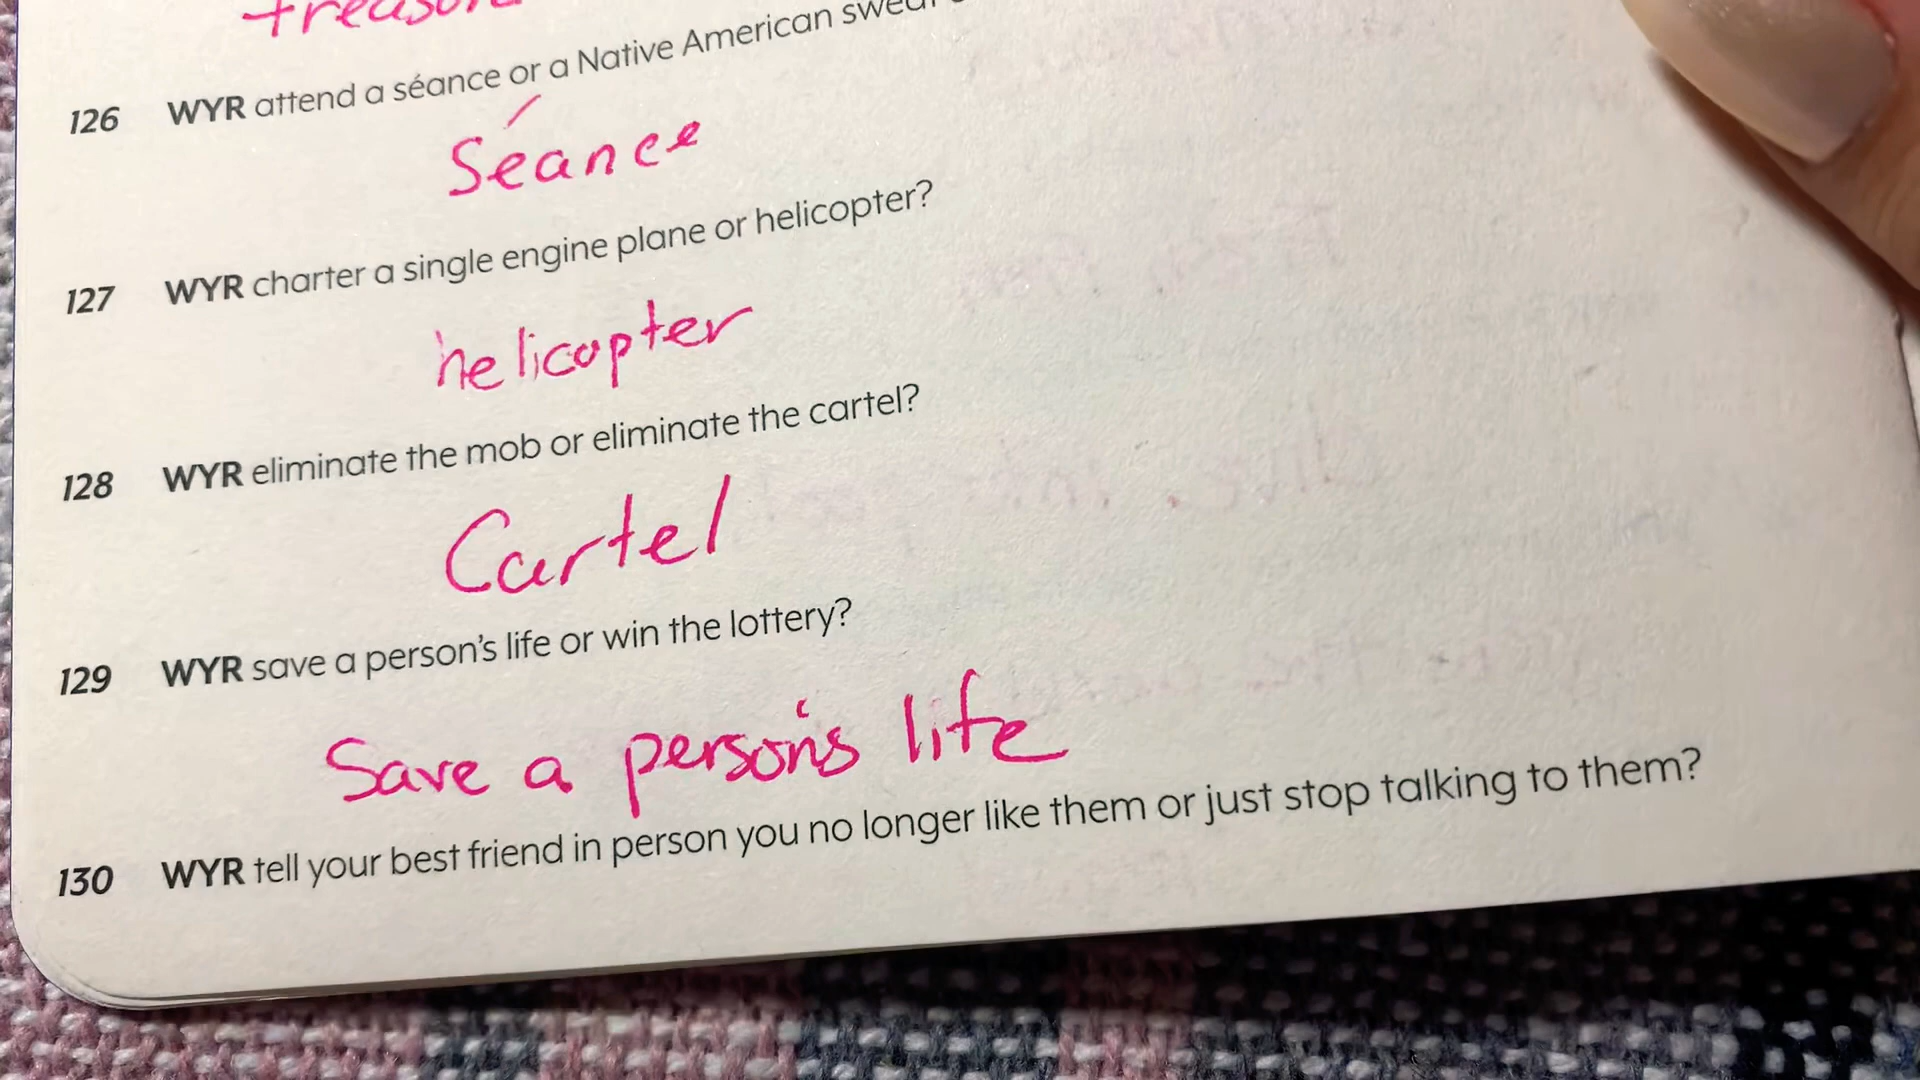 treason
126 WYR attend a séance or a Native American
Séance
127 WYR charter a single engine plane or helicopter?
helicopter
128 WYR eliminate the mob or eliminate the cartel?
Cartel
129 WYR save a person's life or win the lottery?
Save a person's life
130 WYR tell your best friend in person you no longer like them or just stop talking to them?